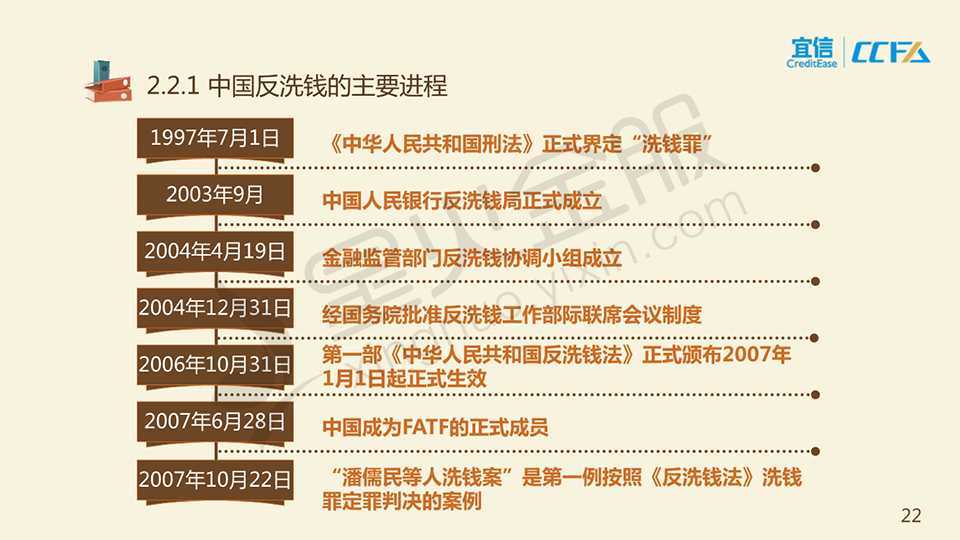 宜信
CreditEase
CCFA
2.2.1 中国反洗钱的主要进程
1997年7月1日
《中华人民共和国刑法》正式界定“洗钱罪”
2003年9月
中国人民银行反洗钱局正式成立
2004年4月19日
金融监管部门反洗钱协调小组成立
2004年12月31日
经国务院批准反洗钱工作部际联席会议制度
2006年10月31日
第一部《中华人民共和国反洗钱法》正式颁布2007年
1月1日起正式生效
2007年6月28日
中国成为FATF的正式成员
2007年10月22日
“潘儒民等人洗钱案”是第一例按照《反洗钱法》洗钱
罪定罪判决的案例
星火金服
xinghuo.yixin.com
22